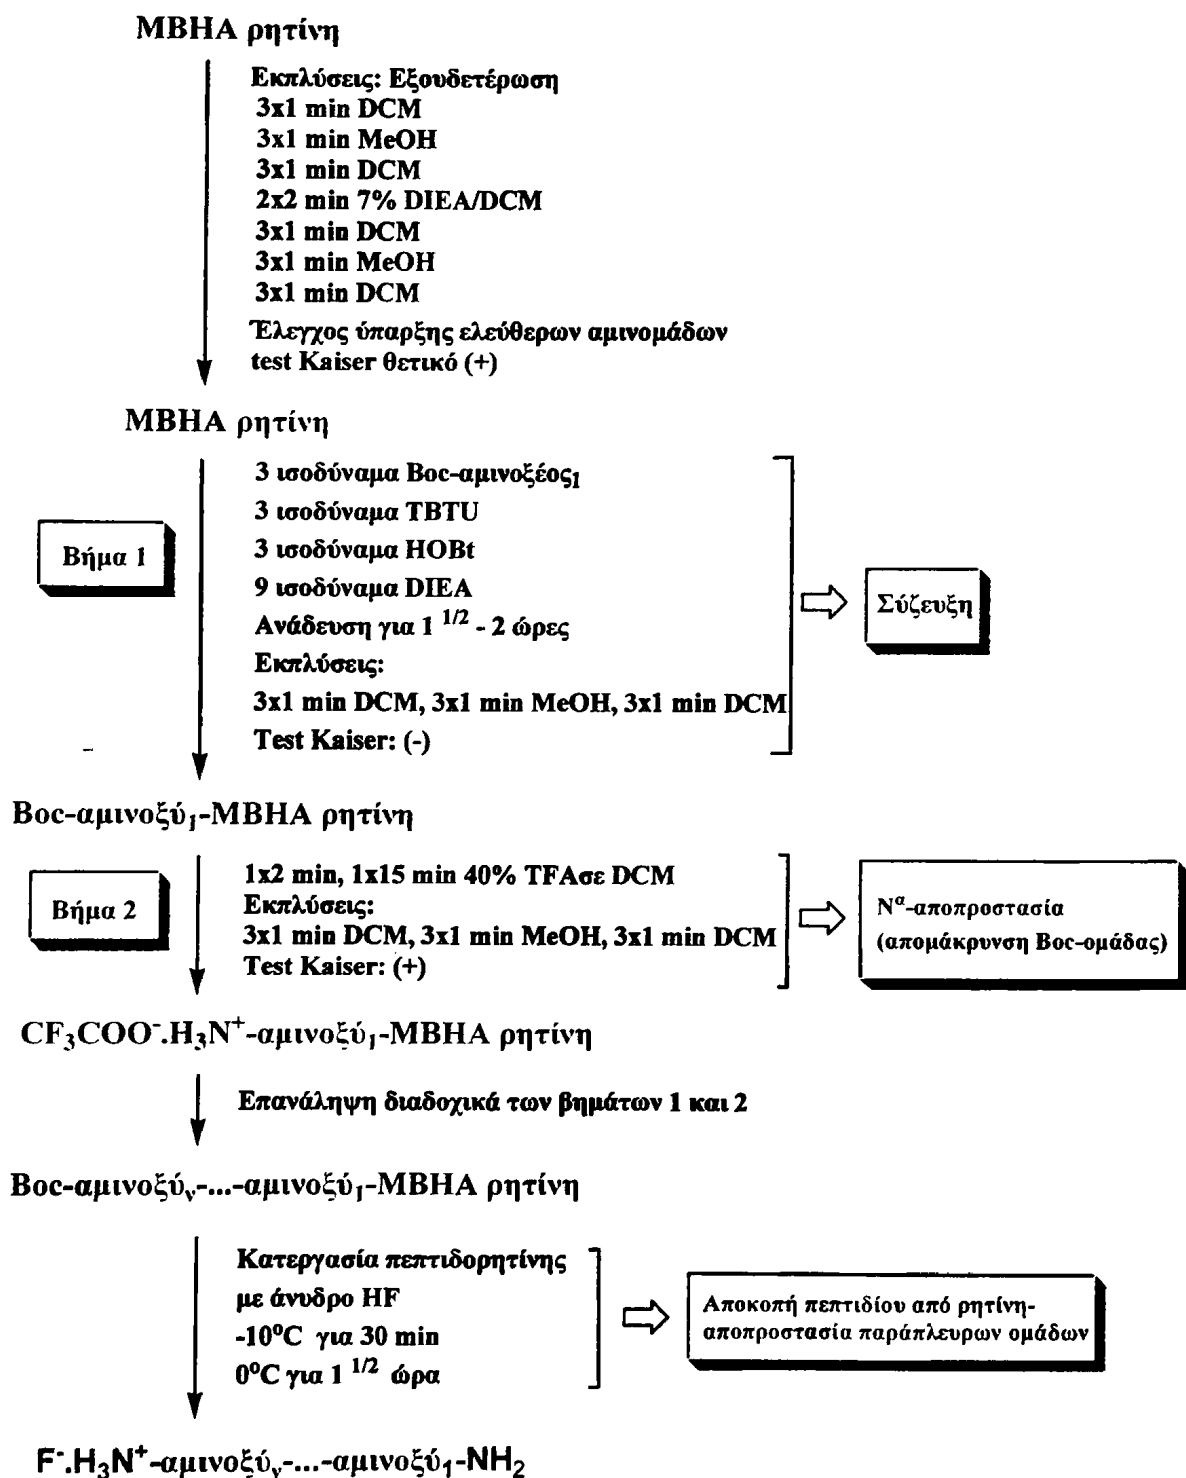 MBHA ρητίνη
Εκπλύσεις: Εξουδετέρωση
3x1 min DCM
3x1 min MeOH
3x1 min DCM
2x2 min 7% DIEA/DCM
3x1 min DCM
3x1 min MeOH
3x1 min DCM
Έλεγχος ύπαρξης ελεύθερων αμινομάδων
test Kaiser θετικό (+)
MBHA ρητίνη
Βήμα 1
3 ισοδύναμα Boc-αμινοξέος1
3 ισοδύναμα TBTU
3 ισοδύναμα HOBt
9 ισοδύναμα DIEA
Ανάδευση για 1 1/2 - 2 ώρες
Εκπλύσεις:
3x1 min DCM, 3x1 min MeOH, 3x1 min DCM
Test Kaiser: (-)
Σύζευξη
Boc-αμινοξύ1-MBHA ρητίνη
Βήμα 2
1x2 min, 1x15 min 40% TFAσε DCM
Εκπλύσεις:
3x1 min DCM, 3x1 min MeOH, 3x1 min DCM
Test Kaiser: (+)
Nα-αποπροστασία
(απομάκρυνση Boc-ομάδας)
CF3COO-.H3N+-αμινοξύ1-MBHA ρητίνη
Επανάληψη διαδοχικά των βημάτων 1 και 2
Boc-αμινοξύν-...-αμινοξύ1-MBHA ρητίνη
Κατεργασία πεπτιδορητίνης
με άνυδρο HF
-10°C για 30 min
0°C για 1 1/2 ώρα
Αποκοπή πεπτιδίου από ρητίνη-
αποπροστασία παράπλευρων ομάδων
F-.H3N+-αμινοξύν-...-αμινοξύ1-NH2